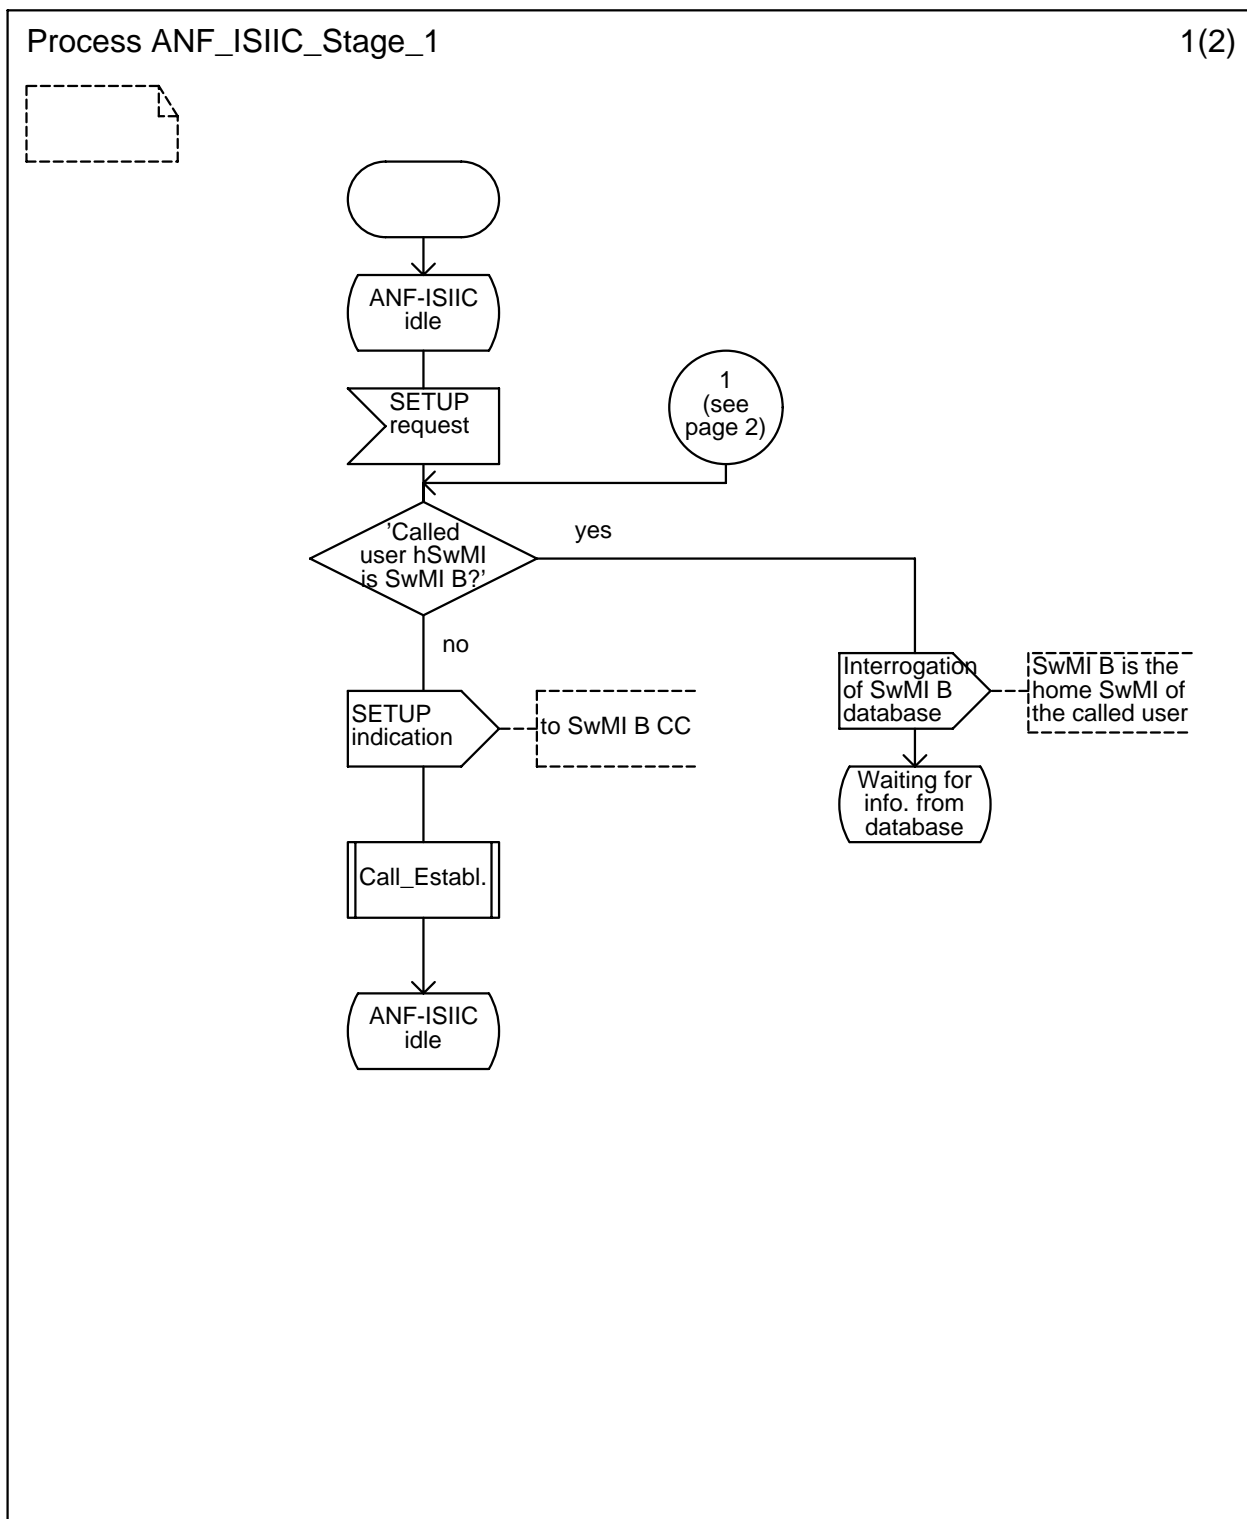 Process ANF_ISIIC_Stage_1
1(2)
ANF-ISIIC
idle
SETUP
request
1
(see
page 2)
’Called
user hSwMI
is SwMI B?’
yes
no
Interrogation
of SwMI B
database
SwMI B is the
home SwMI of
the called user
SETUP
indication
to SwMI B CC
Waiting for
info. from
database
Call_Establ.
ANF-ISIIC
idle